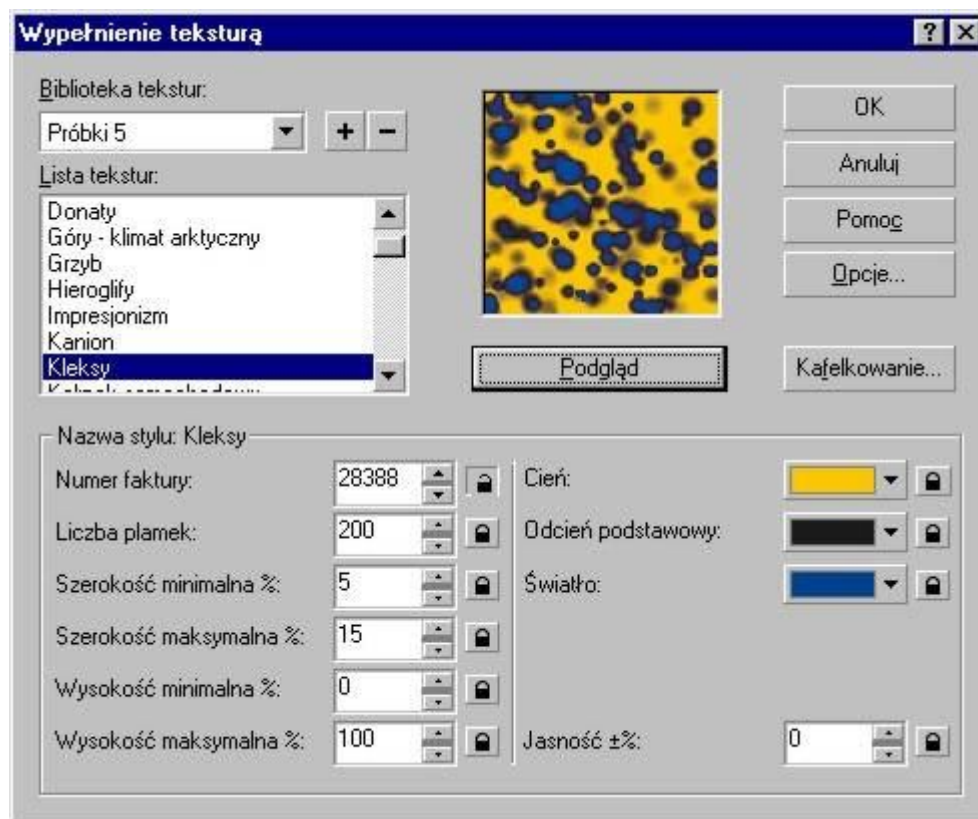 Wypełnienie teksturą
Biblioteka tekstur:
Próbki 5
Lista tekstur:
Donaty
Góry - klimat arktyczny
Grzyb
Hieroglify
Impresjonizm
Kanion
Kleksy
OK
Anuluj
Pomoc
Opcje...
Podgląd
Kafelkowanie...
Nazwa stylu: Kleksy
Numer faktury: 28388
Liczba plamek: 200
Szerokość minimalna %: 5
Szerokość maksymalna %: 15
Wysokość minimalna %: 0
Wysokość maksymalna %: 100
Cień:
Odcień podstawowy:
Światło:
Jasność ±%: 0